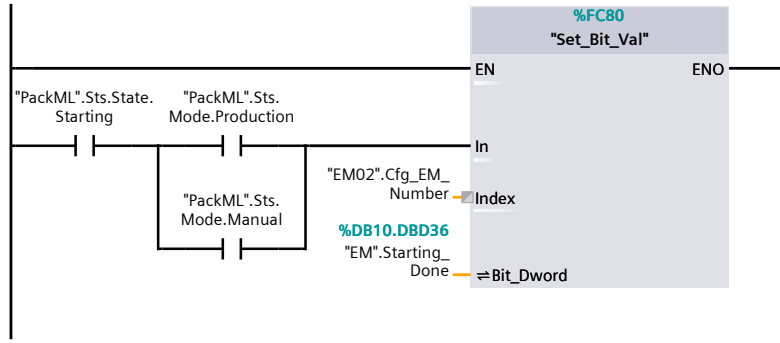 %FC80
"Set_Bit_Val"
EN
ENO
"PackML".Sts.State.
Starting
"PackML".Sts.
Mode.Production
In
"PackML".Sts.
Mode.Manual
"EM02".Cfg_EM_
Number
Index
%DB10.DBD36
"EM".Starting_
Done
⇌Bit_Dword